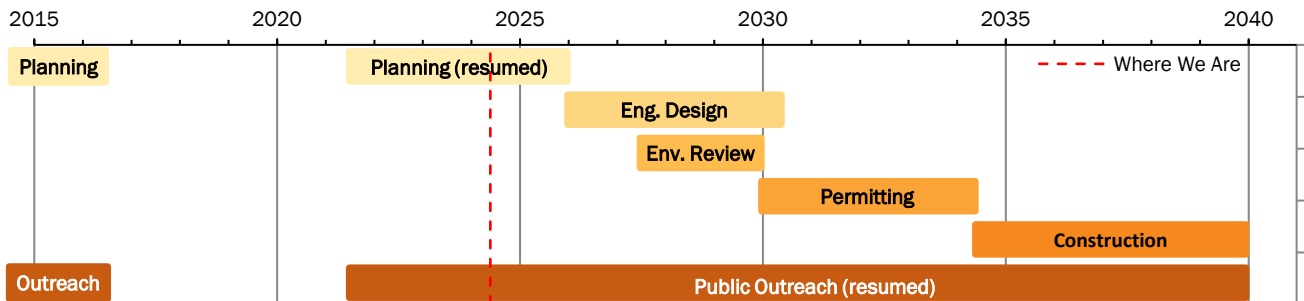 2015 2020 2025 2030 2035 2040
Planning Planning (resumed) Where We Are
Eng. Design
Env. Review
Permitting
Construction
Outreach Public Outreach (resumed)